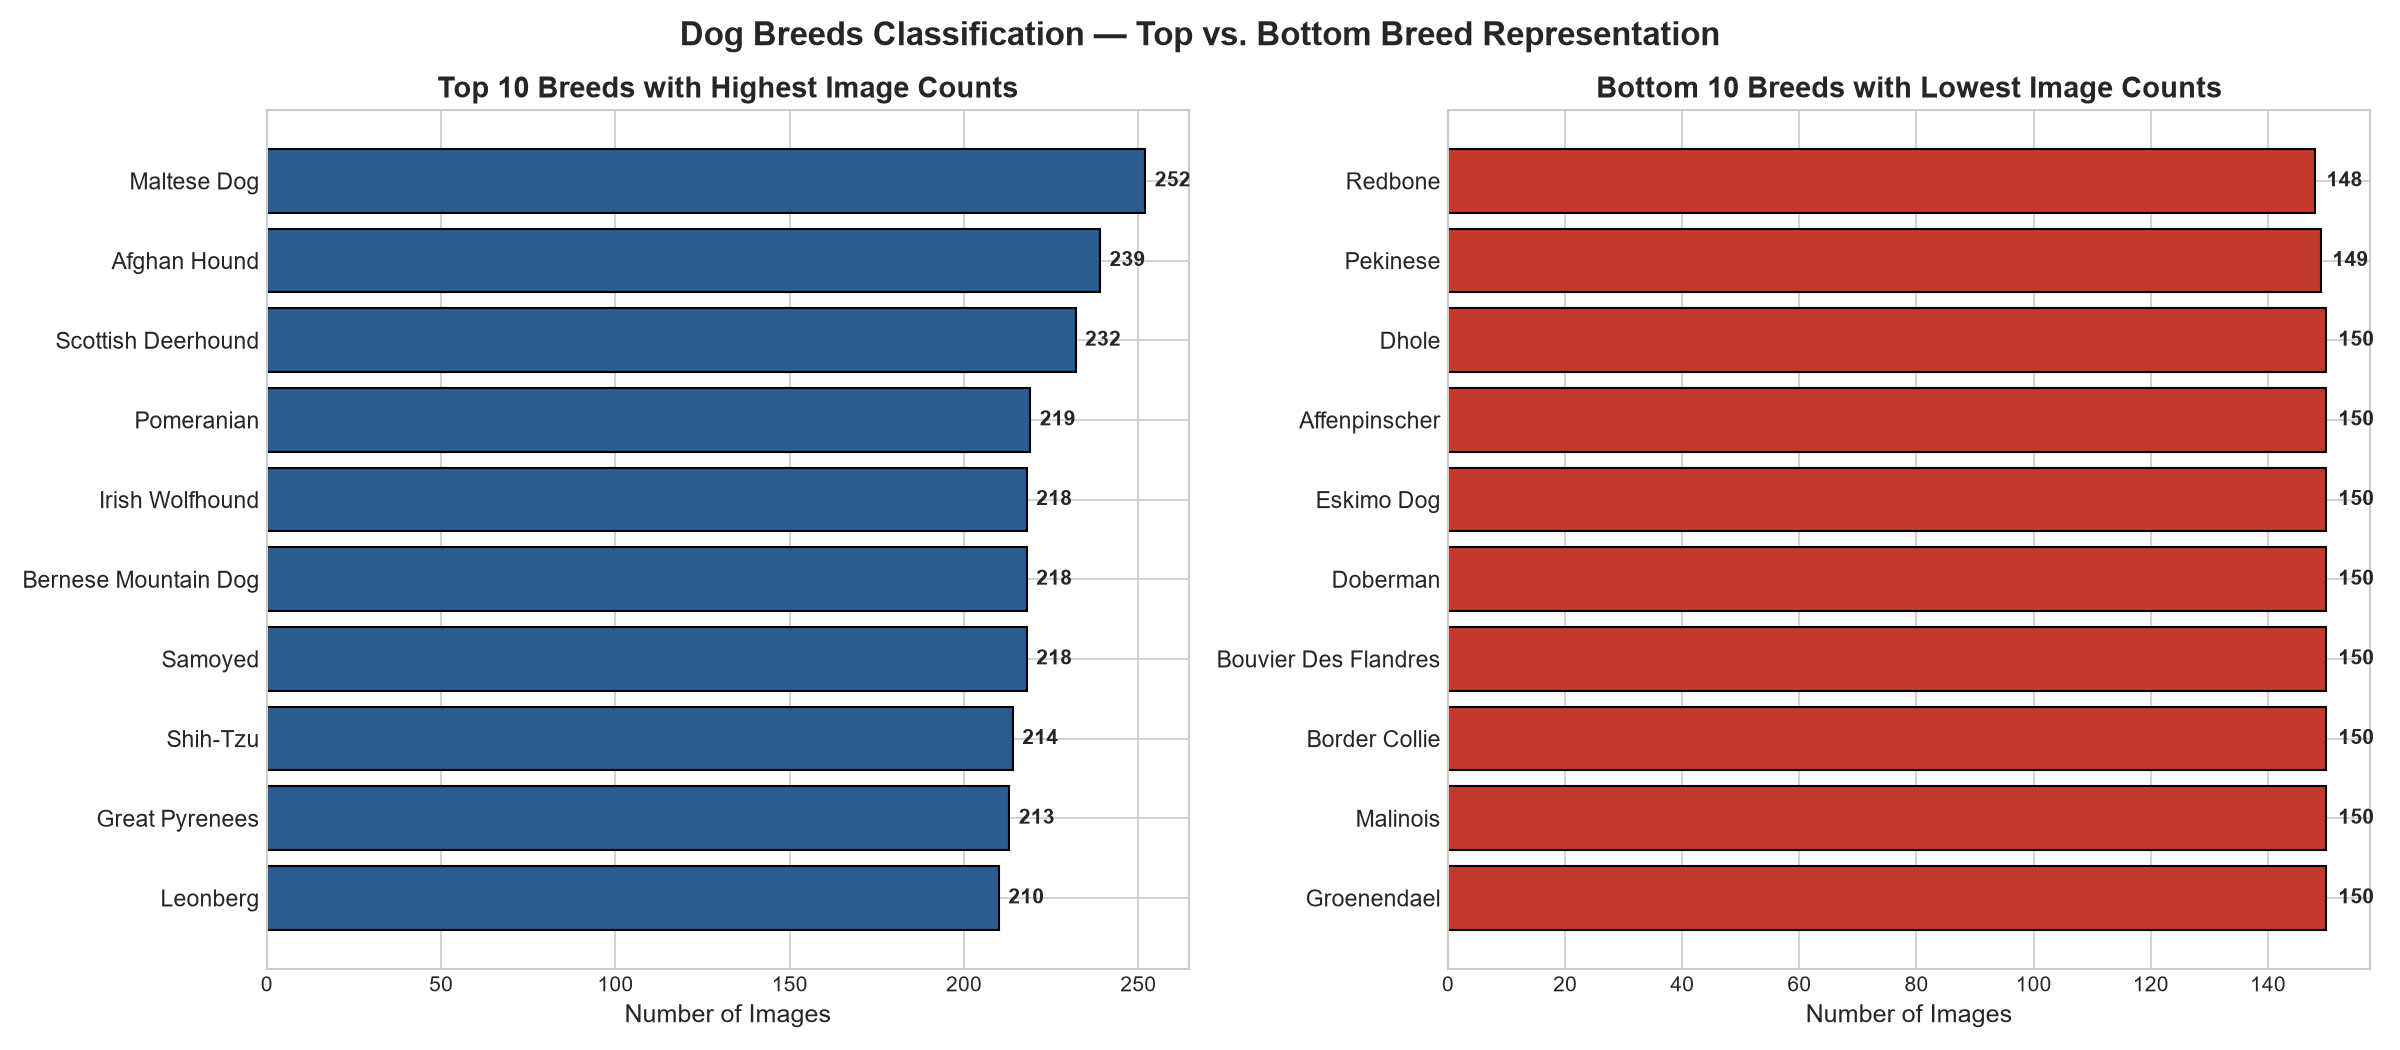 Dog Breeds Classification — Top vs. Bottom Breed Representation
Top 10 Breeds with Highest Image Counts
Maltese Dog 252
Afghan Hound 239
Scottish Deerhound 232
Pomeranian 219
Irish Wolfhound 218
Bernese Mountain Dog 218
Samoyed 218
Shih-Tzu 214
Great Pyrenees 213
Leonberg 210
0 50 100 150 200 250
Number of Images
Bottom 10 Breeds with Lowest Image Counts
Redbone 148
Pekinese 149
Dhole 150
Affenpinscher 150
Eskimo Dog 150
Doberman 150
Bouvier Des Flandres 150
Border Collie 150
Malinois 150
Groenendael 150
0 20 40 60 80 100 120 140
Number of Images